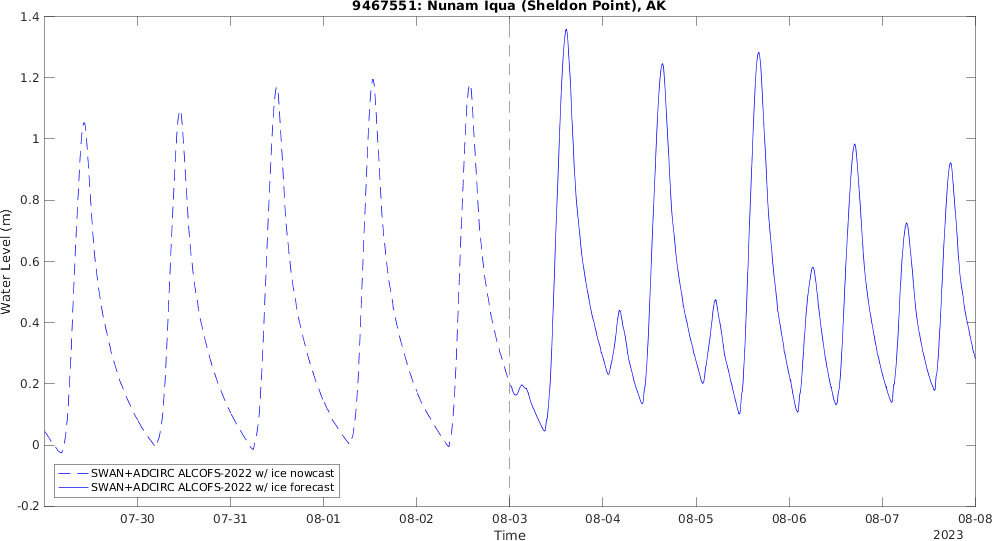 9467551: Nunam Iqua (Sheldon Point), AK
1.4
1.2
1
0.8
0.6
0.4
0.2
0
-0.2
Water Level (m)
SWAN+ADCIRC ALCOFS-2022 w/ ice nowcast
SWAN+ADCIRC ALCOFS-2022 w/ ice forecast
07-30 07-31 08-01 08-02 08-03 08-04 08-05 08-06 08-07 08-08
Time
2023